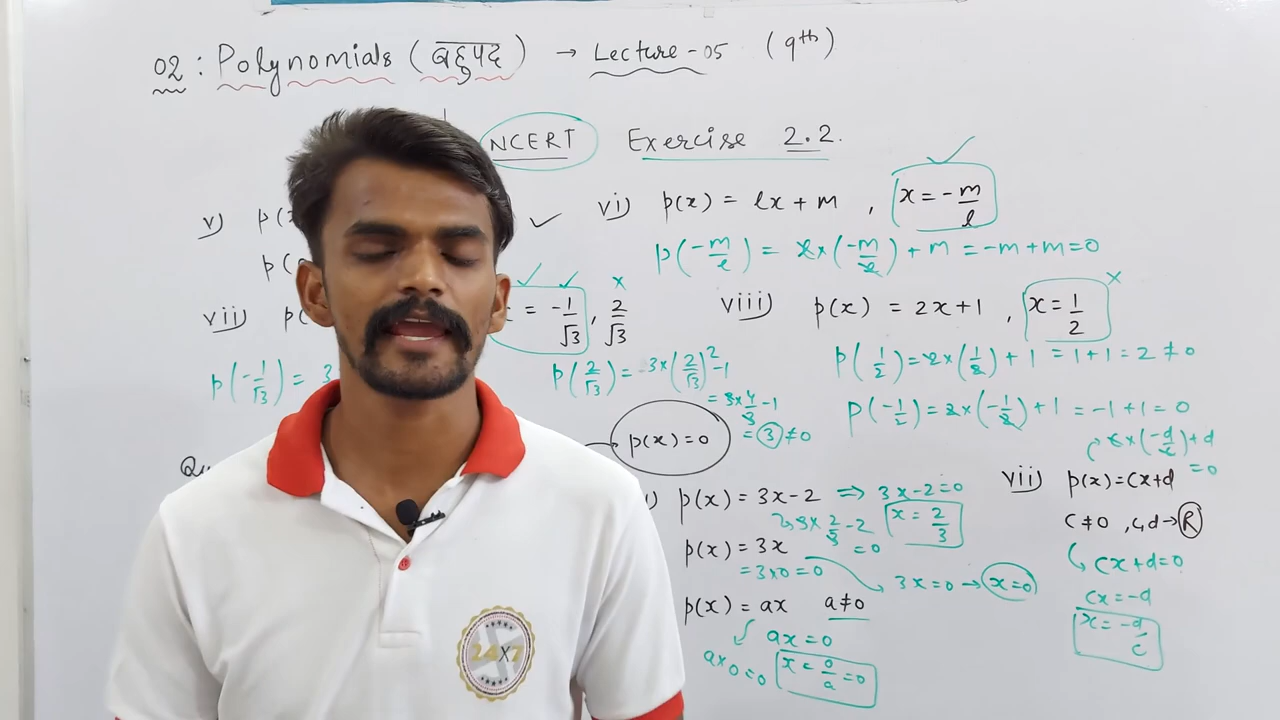 02 : Polynomials (बहुपद) → Lecture-05 (9th)
NCERT Exercise 2.2.
v) p(x
p(
vi) p(x) = lx + m , x = -m/l
p(-m/l) = l×(-m/l) + m = -m + m = 0
vii) p(
= -1/√3 , 2/√3
p(-1/√3) = 3
p(2/√3) = 3×(2/√3)² - 1
= 3×4/3 - 1
= 3 ≠ 0
viii) p(x) = 2x + 1 , x = 1/2
p(1/2) = 2×(1/2) + 1 = 1 + 1 = 2 ≠ 0
p(-1/2) = 2×(-1/2) + 1 = -1 + 1 = 0
Qu
p(x) = 0
) p(x) = 3x - 2 ⇒ 3x - 2 = 0
3×2/3 - 2 = 0
x = 2/3
p(x) = 3x
= 3×0 = 0
3x = 0 → x = 0
p(x) = ax a ≠ 0
ax = 0
a×0 = 0
x = 0/a = 0
vii) p(x) = cx + d
c×(-d/c) + d = 0
c ≠ 0 , c,d → R
cx + d = 0
cx = -d
x = -d/c
24X7